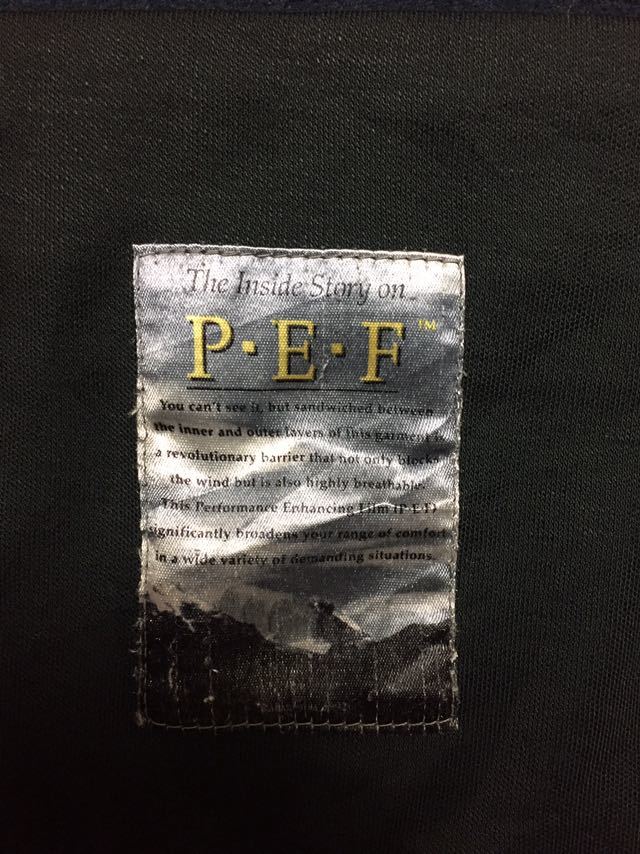 The Inside Story on
P·E·F™
You can't see it, but sandwiched between
the inner and outer layers of this garment is
a revolutionary barrier that not only blocks
the wind but is also highly breathable.
This Performance Enhancing Film (P·E·F)
significantly broadens your range of comfort
in a wide variety of demanding situations.